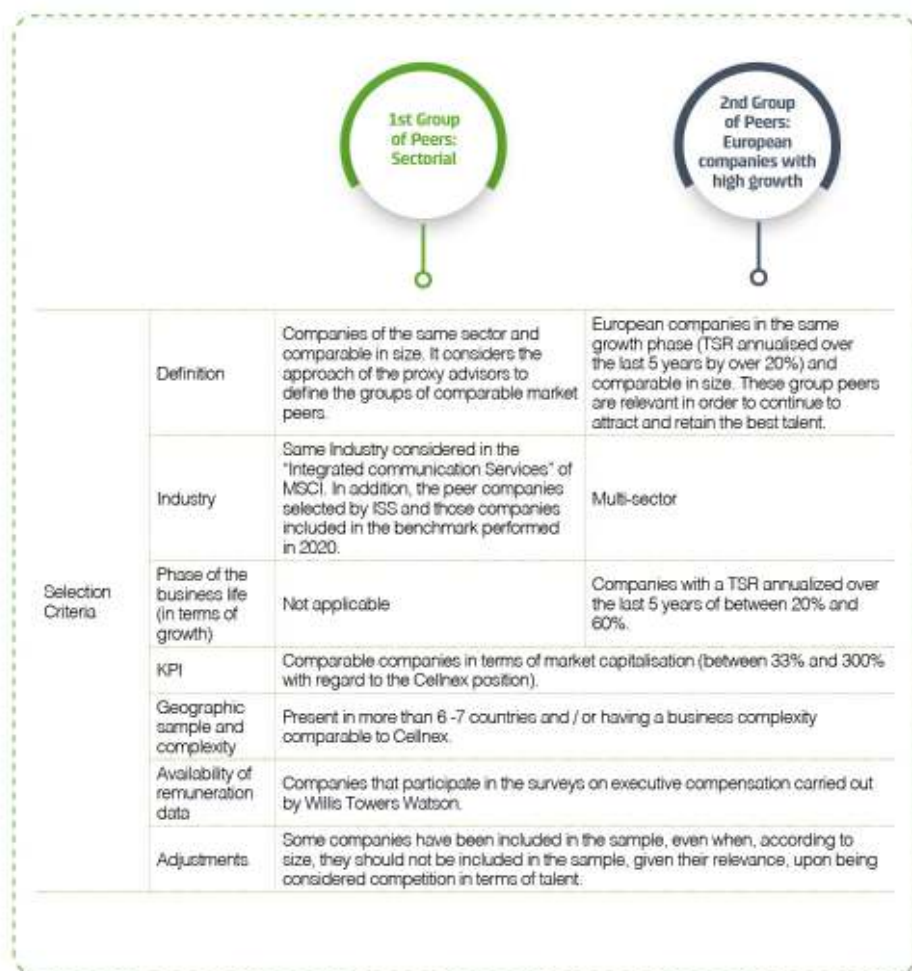 1st Group
of Peers:
Sectorial
2nd Group
of Peers:
European
companies with
high growth
Selection
Criteria
Definition
Companies of the same sector and
comparable in size. It considers the
approach of the proxy advisors to
define the groups of comparable market
peers.
European companies in the same
growth phase (TSR annualised over
the last 5 years by over 20%) and
comparable in size. These group peers
are relevant in order to continue to
attract and retain the best talent.
Industry
Same Industry considered in the
"Integrated communication Services" of
MSCI. In addition, the peer companies
selected by ISS and those companies
included in the benchmark performed
in 2020.
Multi-sector
Phase of the
business life
(in terms of
growth)
Not applicable
Companies with a TSR annualized over
the last 5 years of between 20% and
60%.
KPI
Comparable companies in terms of market capitalisation (between 33% and 300%
with regard to the Cellnex position).
Geographic
sample and
complexity
Present in more than 6 -7 countries and / or having a business complexity
comparable to Cellnex.
Availability of
remuneration
data
Companies that participate in the surveys on executive compensation carried out
by Willis Towers Watson.
Adjustments
Some companies have been included in the sample, even when, according to
size, they should not be included in the sample, given their relevance, upon being
considered competition in terms of talent.